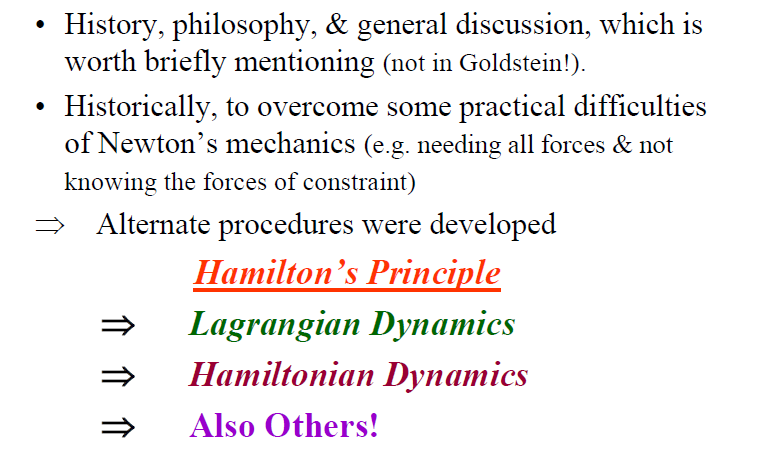 • History, philosophy, & general discussion, which is
worth briefly mentioning (not in Goldstein!).
• Historically, to overcome some practical difficulties
of Newton’s mechanics (e.g. needing all forces & not
knowing the forces of constraint)
⇒ Alternate procedures were developed
Hamilton’s Principle
⇒ Lagrangian Dynamics
⇒ Hamiltonian Dynamics
⇒ Also Others!